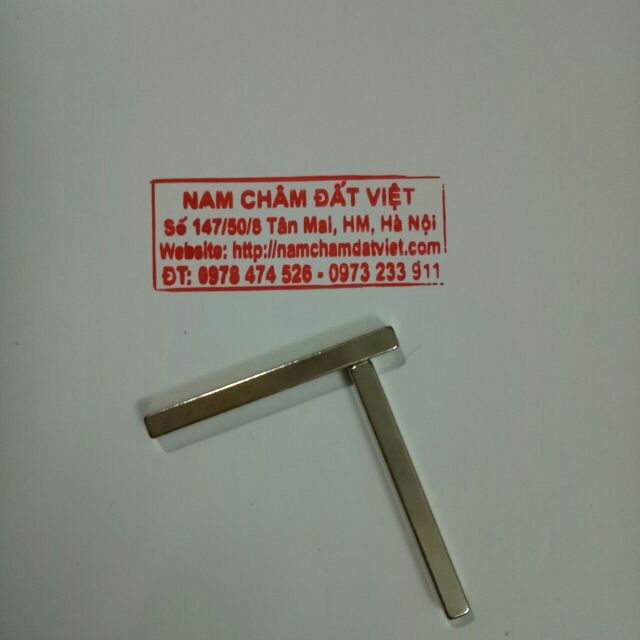 NAM CHÂM ĐẤT VIỆT
Số 147/50/8 Tân Mai, HM, Hà Nội
Website: http://namchamdatviet.com
ĐT: 0978 474 526 - 0973 233 911